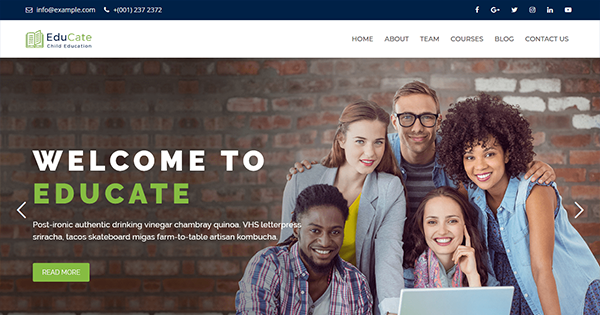 info@example.com +(001) 237 2372
EduCate
Child Education
HOME ABOUT TEAM COURSES BLOG CONTACT US
WELCOME TO
EDUCATE
Post-ironic authentic drinking vinegar chambray quinoa. VHS letterpress
sriracha, tacos skateboard migas farm-to-table artisan kombucha.
READ MORE